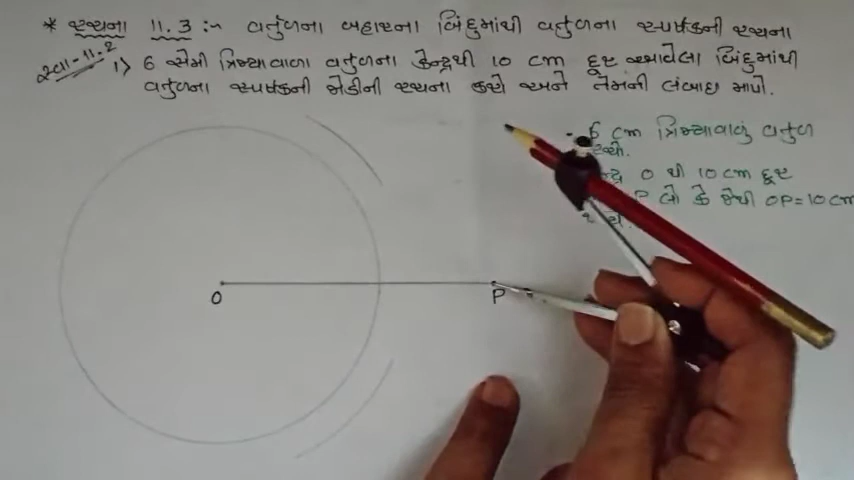 * રચના 11.3 :- વર્તુળના બહારના બિંદુમાંથી વર્તુળના સ્પર્શકની રચના
સ્વા-11.2 1) 6 સેમી ત્રિજ્યાવાળા વર્તુળના કેન્દ્રથી 10 cm દૂર આવેલા બિંદુમાંથી
વર્તુળના સ્પર્શકની જોડીની રચના કરો અને તેમની લંબાઇ માપો.
- 6 cm ત્રિજ્યાવાળું વર્તુળ
O થી 10 cm દૂર
P લો કે જેથી OP = 10 cm
O
P